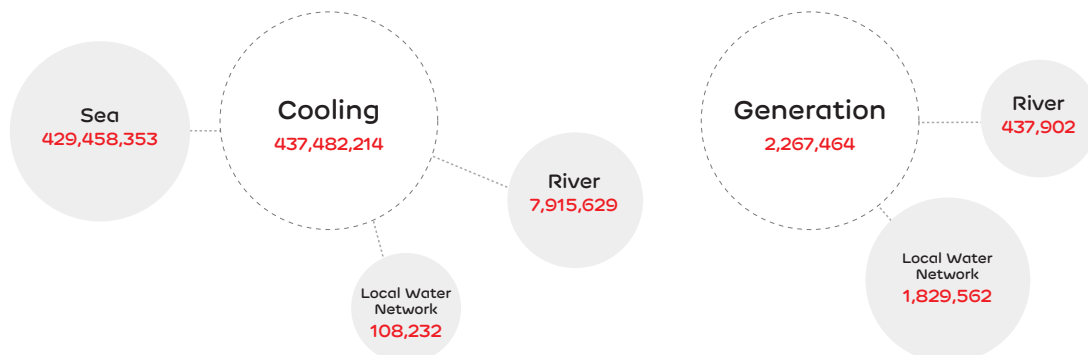 Sea
429,458,353
Cooling
437,482,214
River
7,915,629
Local Water
Network
108,232
Generation
2,267,464
River
437,902
Local Water
Network
1,829,562